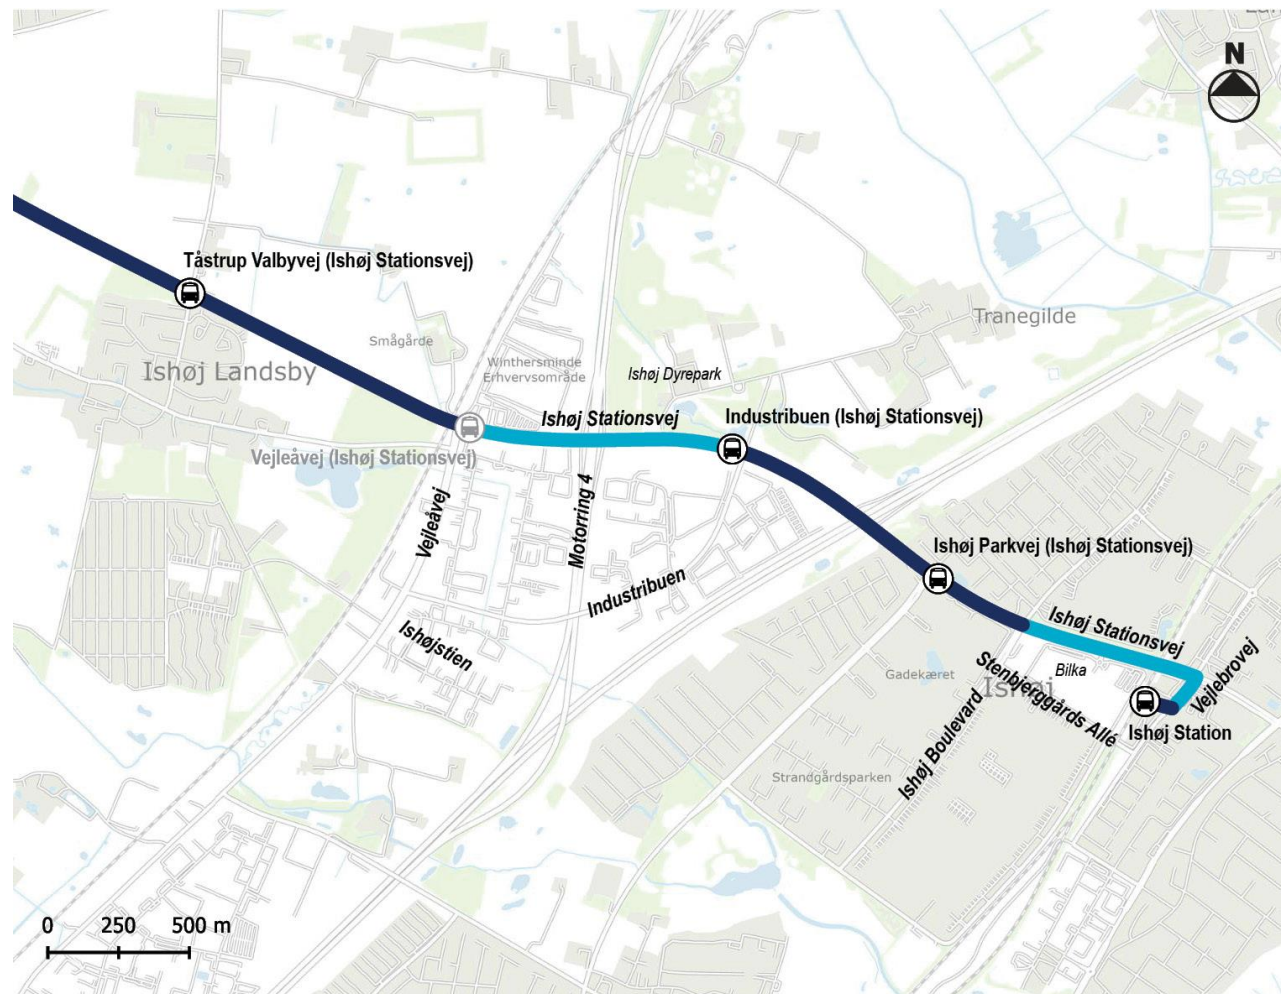 N
Tåstrup Valbyvej (Ishøj Stationsvej)
Tranegilde
Smågårde
Winthersminde
Erhvervsområde
Ishøj Landsby
Ishøj Dyrepark
Ishøj Stationsvej
Industribuen (Ishøj Stationsvej)
Vejleåvej (Ishøj Stationsvej)
Vejleåvej
Motorring 4
Ishøj Parkvej (Ishøj Stationsvej)
Industribuen
Ishøjstien
Ishøj Stationsvej
Stenbjerggårds Allé
Bilka
Gadekæret
Ishøj
Vejlebrovej
Ishøj Boulevard
Ishøj Station
Strandgårdsparken
0 250 500 m